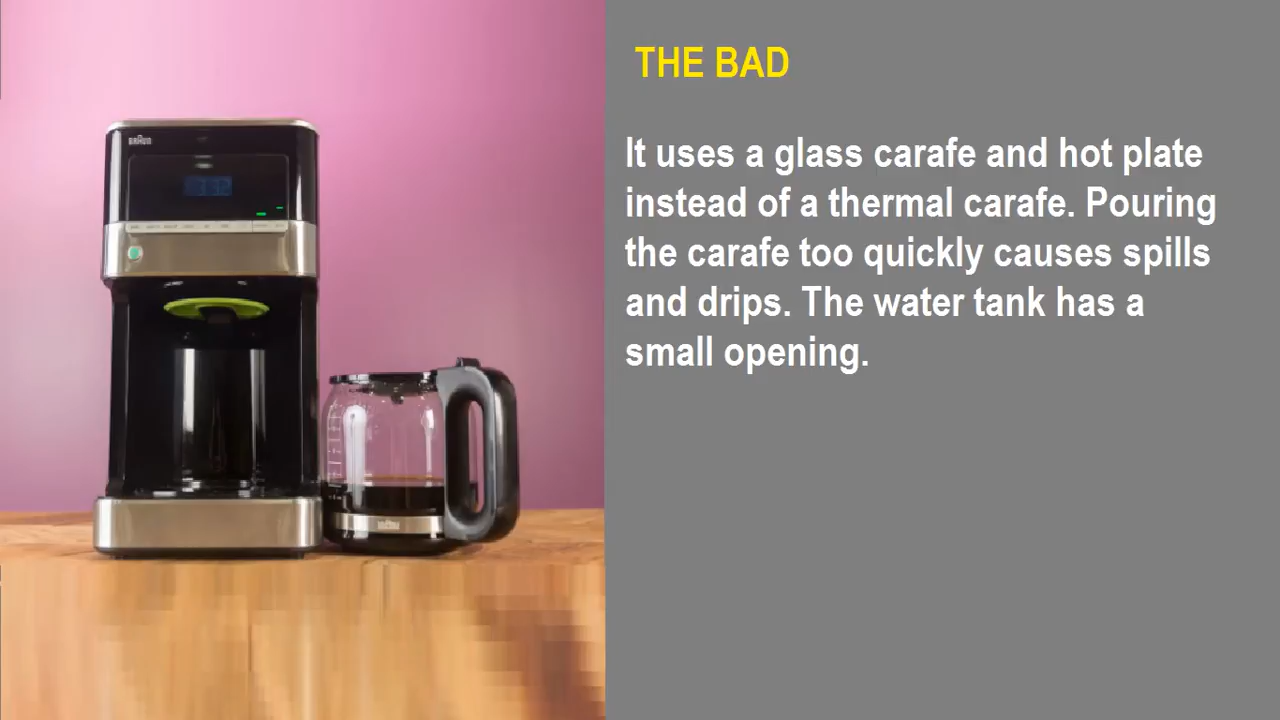 THE BAD
BRAUN
It uses a glass carafe and hot plate
instead of a thermal carafe. Pouring
the carafe too quickly causes spills
and drips. The water tank has a
small opening.